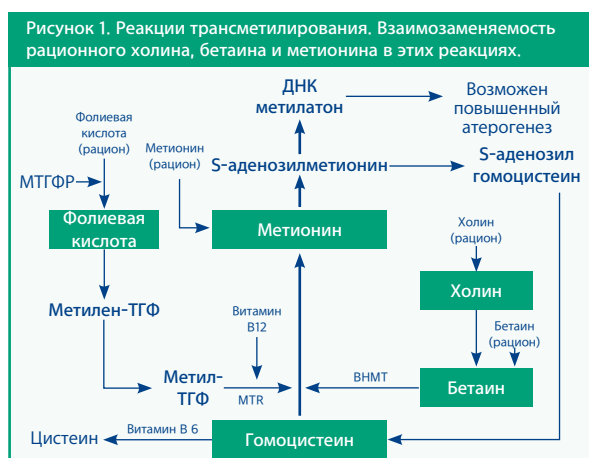 Рисунок 1. Реакции трансметилирования. Взаимозаменяемость
рационного холина, бетаина и метионина в этих реакциях.
ДНК
метилатон
Возможен
повышенный
атерогенез
Фолиевая
кислота
(рацион)
Метионин
(рацион)
S-аденозилметионин
S-аденозил
гомоцистеин
МТГФР
Фолиевая
кислота
Метионин
Холин
(рацион)
Холин
Метилен-ТГФ
Витамин
B12
Бетаин
(рацион)
Метил-
ТГФ
MTR
BHMT
Бетаин
Цистеин
Витамин B 6
Гомоцистеин